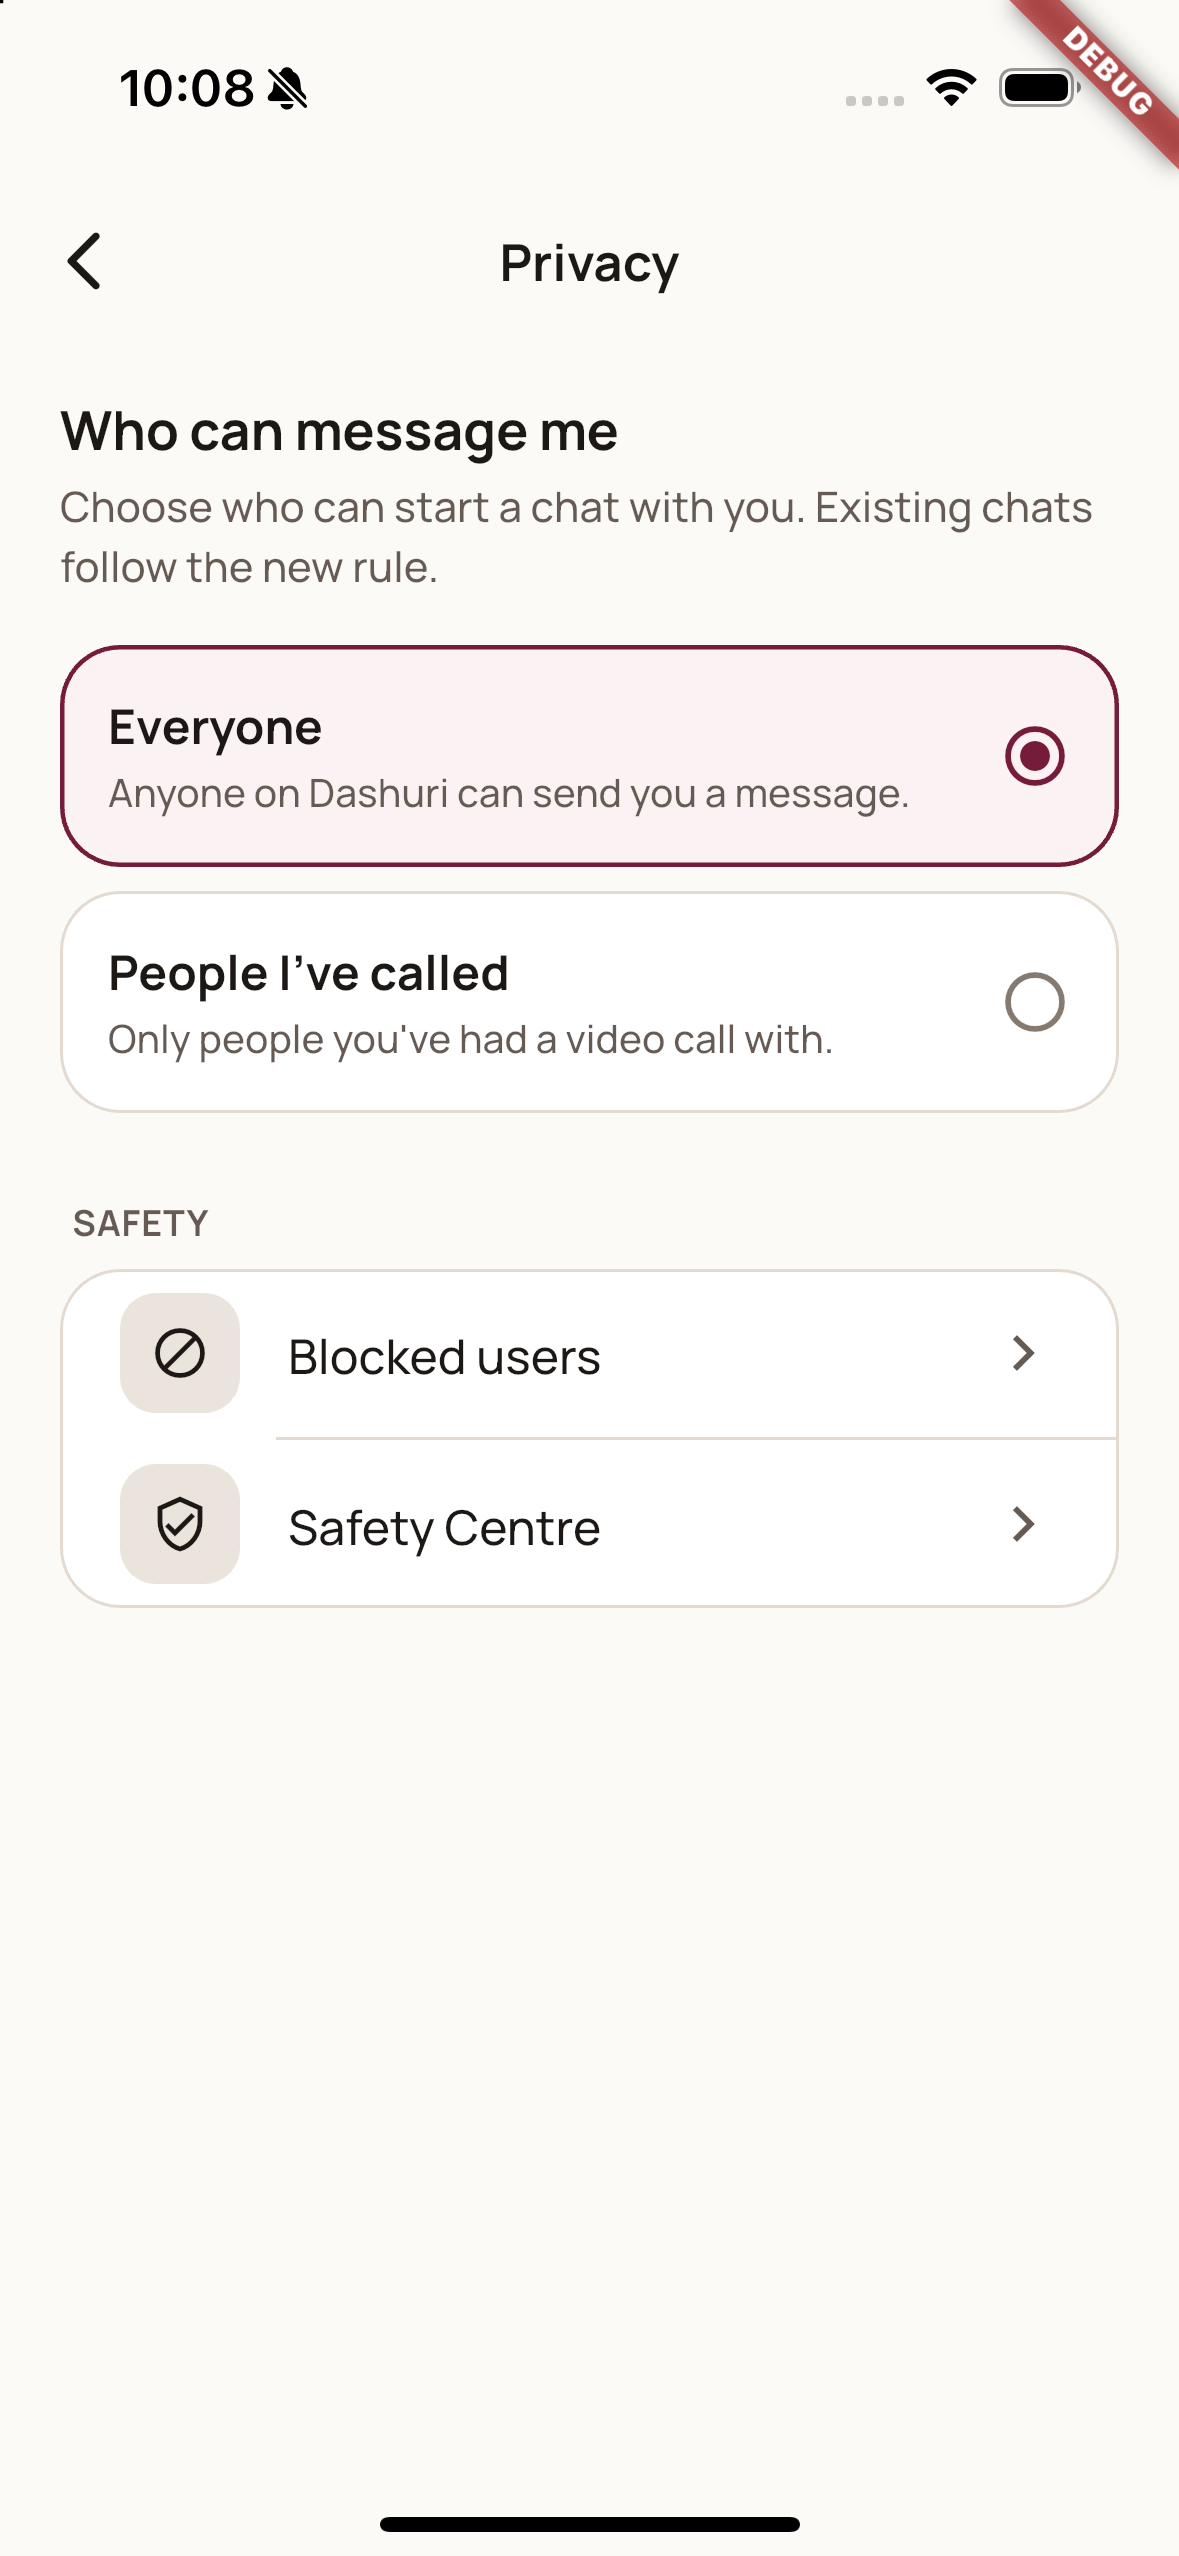 10:08
DEBUG
Privacy
Who can message me
Choose who can start a chat with you. Existing chats
follow the new rule.
Everyone
Anyone on Dashuri can send you a message.
People I’ve called
Only people you've had a video call with.
SAFETY
Blocked users
Safety Centre